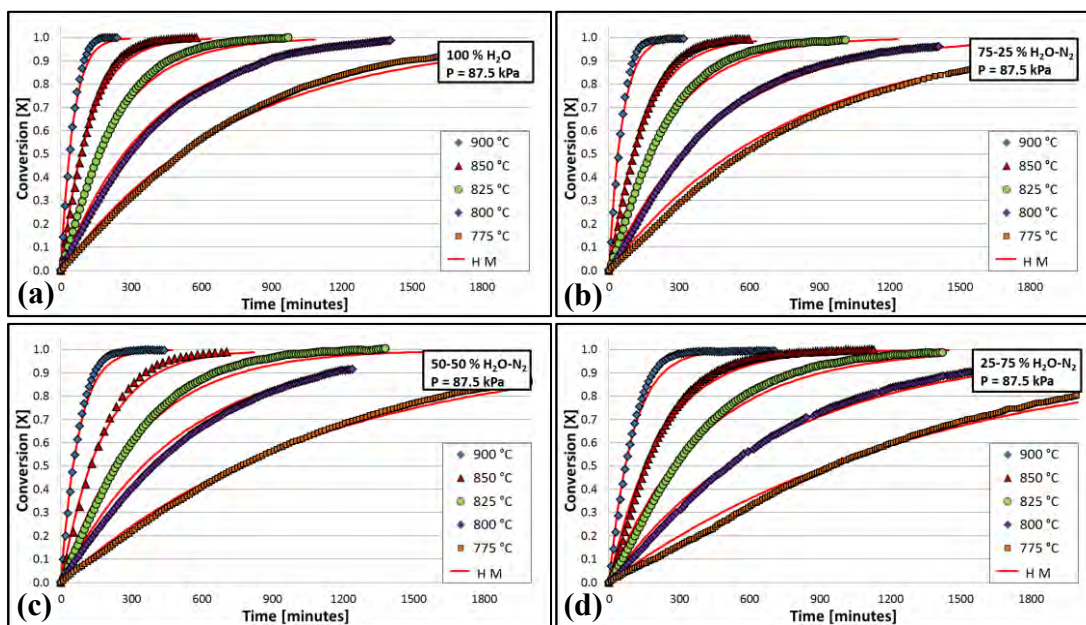 1.0
0.9
0.8
0.7
0.6
0.5
0.4
0.3
0.2
0.1
0.0
Conversion [X]
100 % H₂O
P = 87.5 kPa
900 °C
850 °C
825 °C
800 °C
775 °C
H M
0 300 600 900 1200 1500 1800
Time [minutes]
(a)
1.0
0.9
0.8
0.7
0.6
0.5
0.4
0.3
0.2
0.1
0.0
Conversion [X]
75-25 % H₂O-N₂
P = 87.5 kPa
900 °C
850 °C
825 °C
800 °C
775 °C
H M
0 300 600 900 1200 1500 1800
Time [minutes]
(b)
1.0
0.9
0.8
0.7
0.6
0.5
0.4
0.3
0.2
0.1
0.0
Conversion [X]
50-50 % H₂O-N₂
P = 87.5 kPa
900 °C
850 °C
825 °C
800 °C
775 °C
H M
0 300 600 900 1200 1500 1800
Time [minutes]
(c)
1.0
0.9
0.8
0.7
0.6
0.5
0.4
0.3
0.2
0.1
0.0
Conversion [X]
25-75 % H₂O-N₂
P = 87.5 kPa
900 °C
850 °C
825 °C
800 °C
775 °C
H M
0 300 600 900 1200 1500 1800
Time [minutes]
(d)